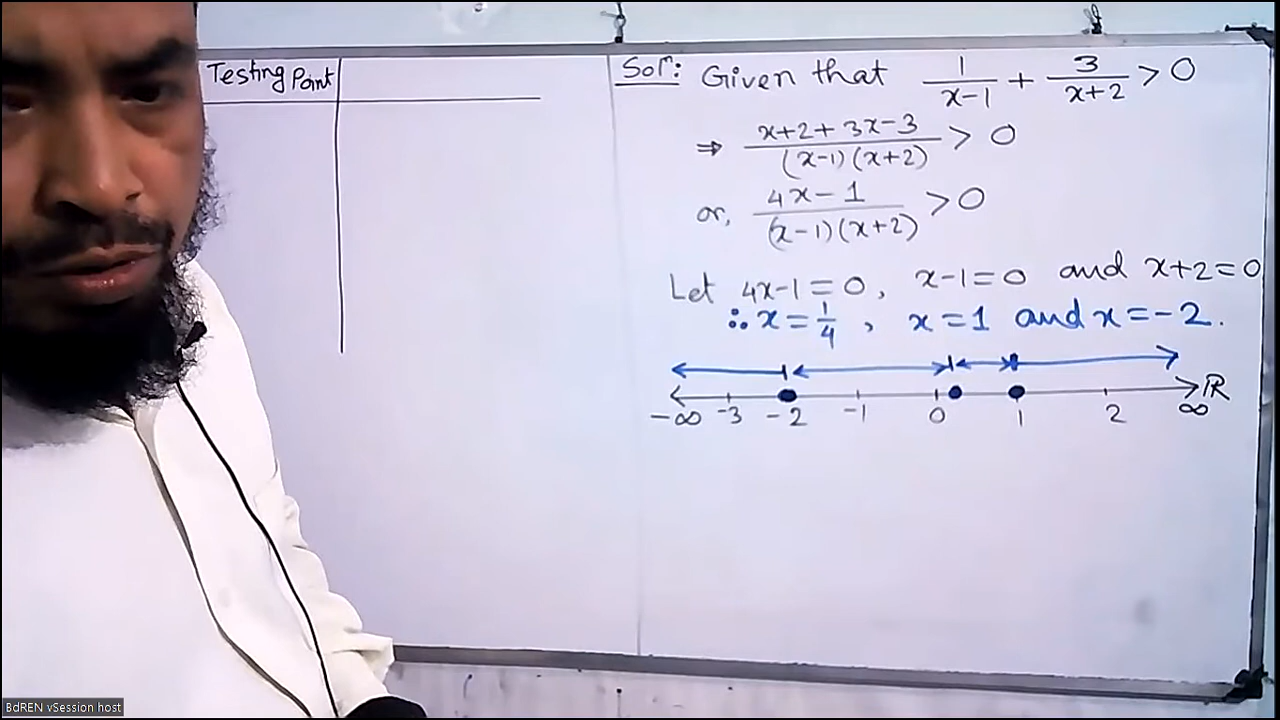 Testing Point
Soln: Given that 1/(x-1) + 3/(x+2) > 0
⇒ (x+2+3x-3)/((x-1)(x+2)) > 0
or, (4x-1)/((x-1)(x+2)) > 0
Let 4x-1=0, x-1=0 and x+2=0
∴ x = 1/4, x=1 and x=-2.
ℝ
-∞ -3 -2 -1 0 1 2 ∞
BdREN vSession host